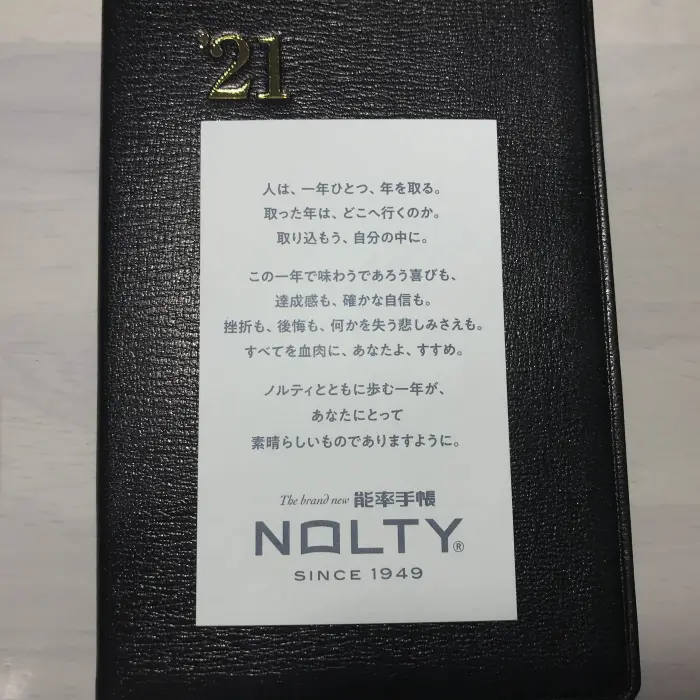 '21
人は、一年ひとつ、年を取る。
取った年は、どこへ行くのか。
取り込もう、自分の中に。
この一年で味わうであろう喜びも、
達成感も、確かな自信も。
挫折も、後悔も、何かを失う悲しみさえも。
すべてを血肉に、あなたよ、すすめ。
ノルティとともに歩む一年が、
あなたにとって
素晴らしいものでありますように。
The brand new 能率手帳
NOLTY®
SINCE 1949